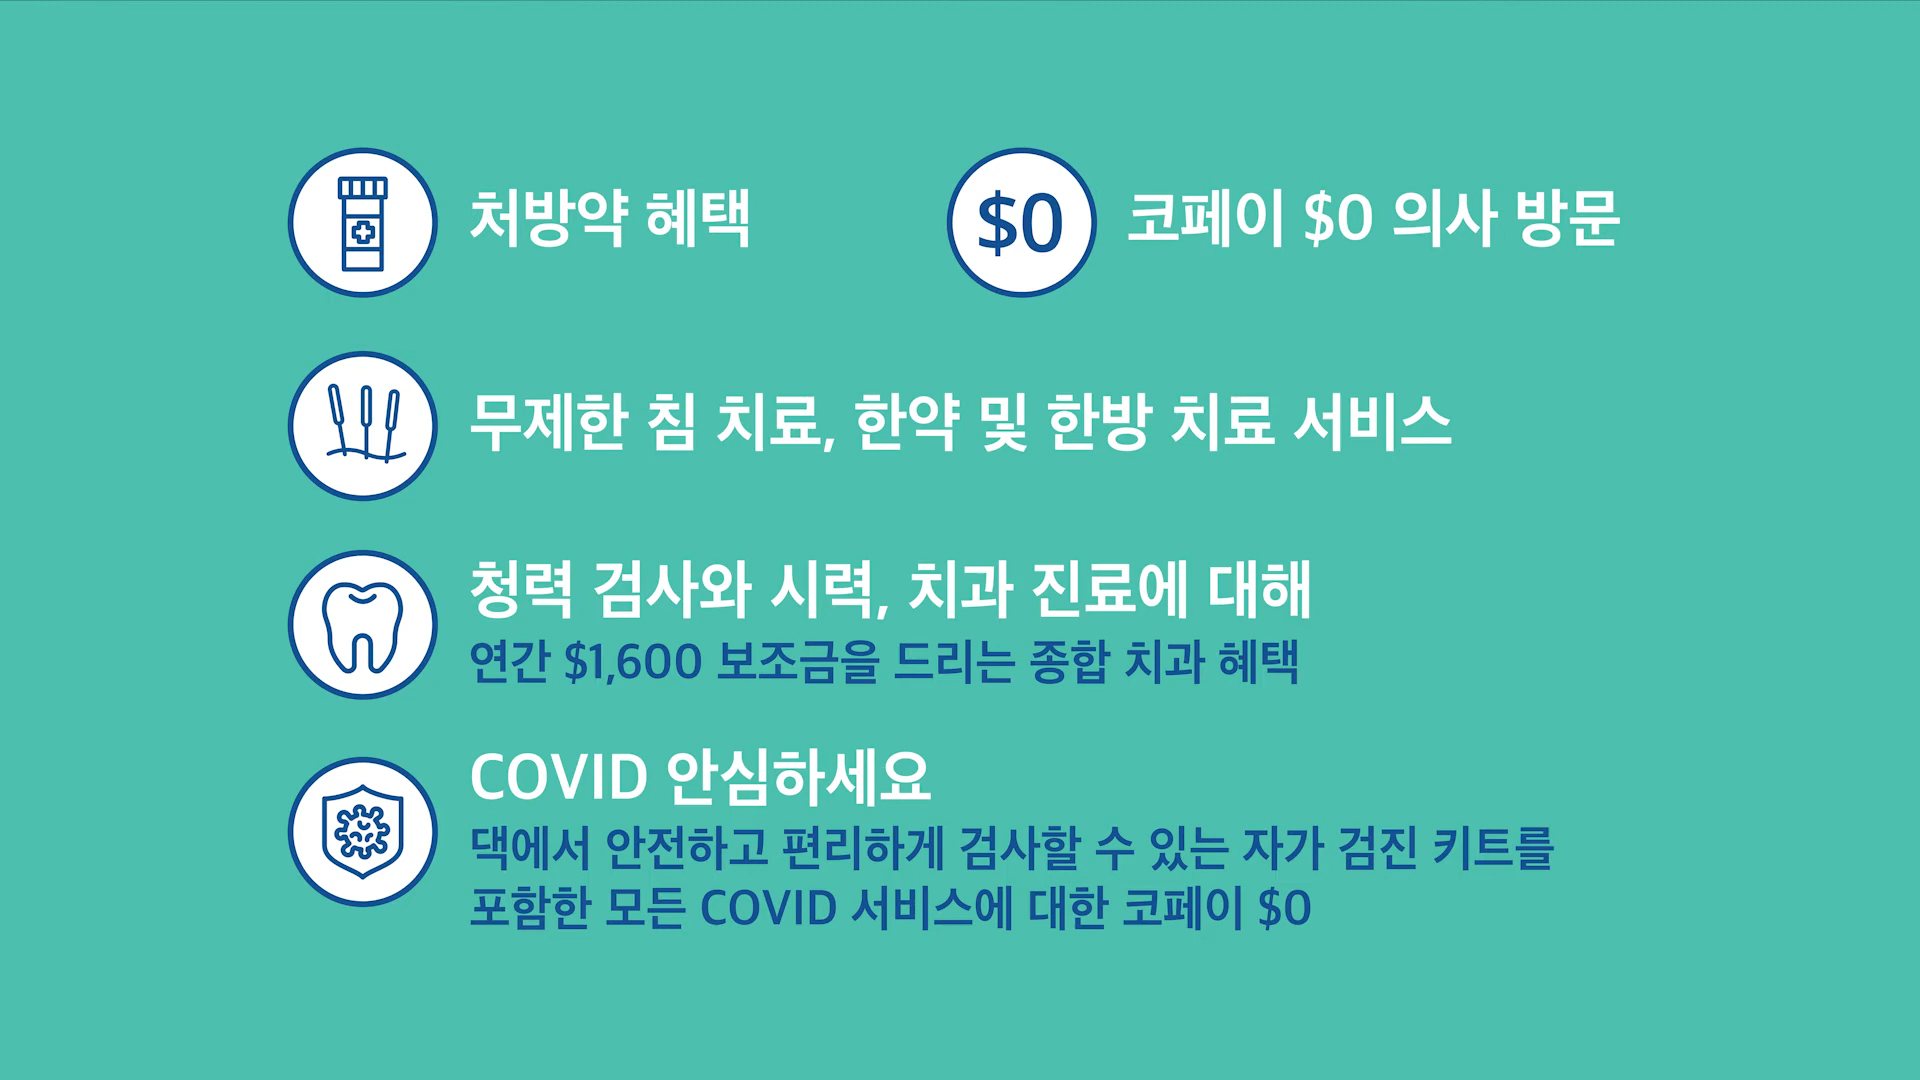 처방약 혜택
$0
코페이 $0 의사 방문
무제한 침 치료, 한약 및 한방 치료 서비스
청력 검사와 시력, 치과 진료에 대해
연간 $1,600 보조금을 드리는 종합 치과 혜택
COVID 안심하세요
댁에서 안전하고 편리하게 검사할 수 있는 자가 검진 키트를
포함한 모든 COVID 서비스에 대한 코페이 $0